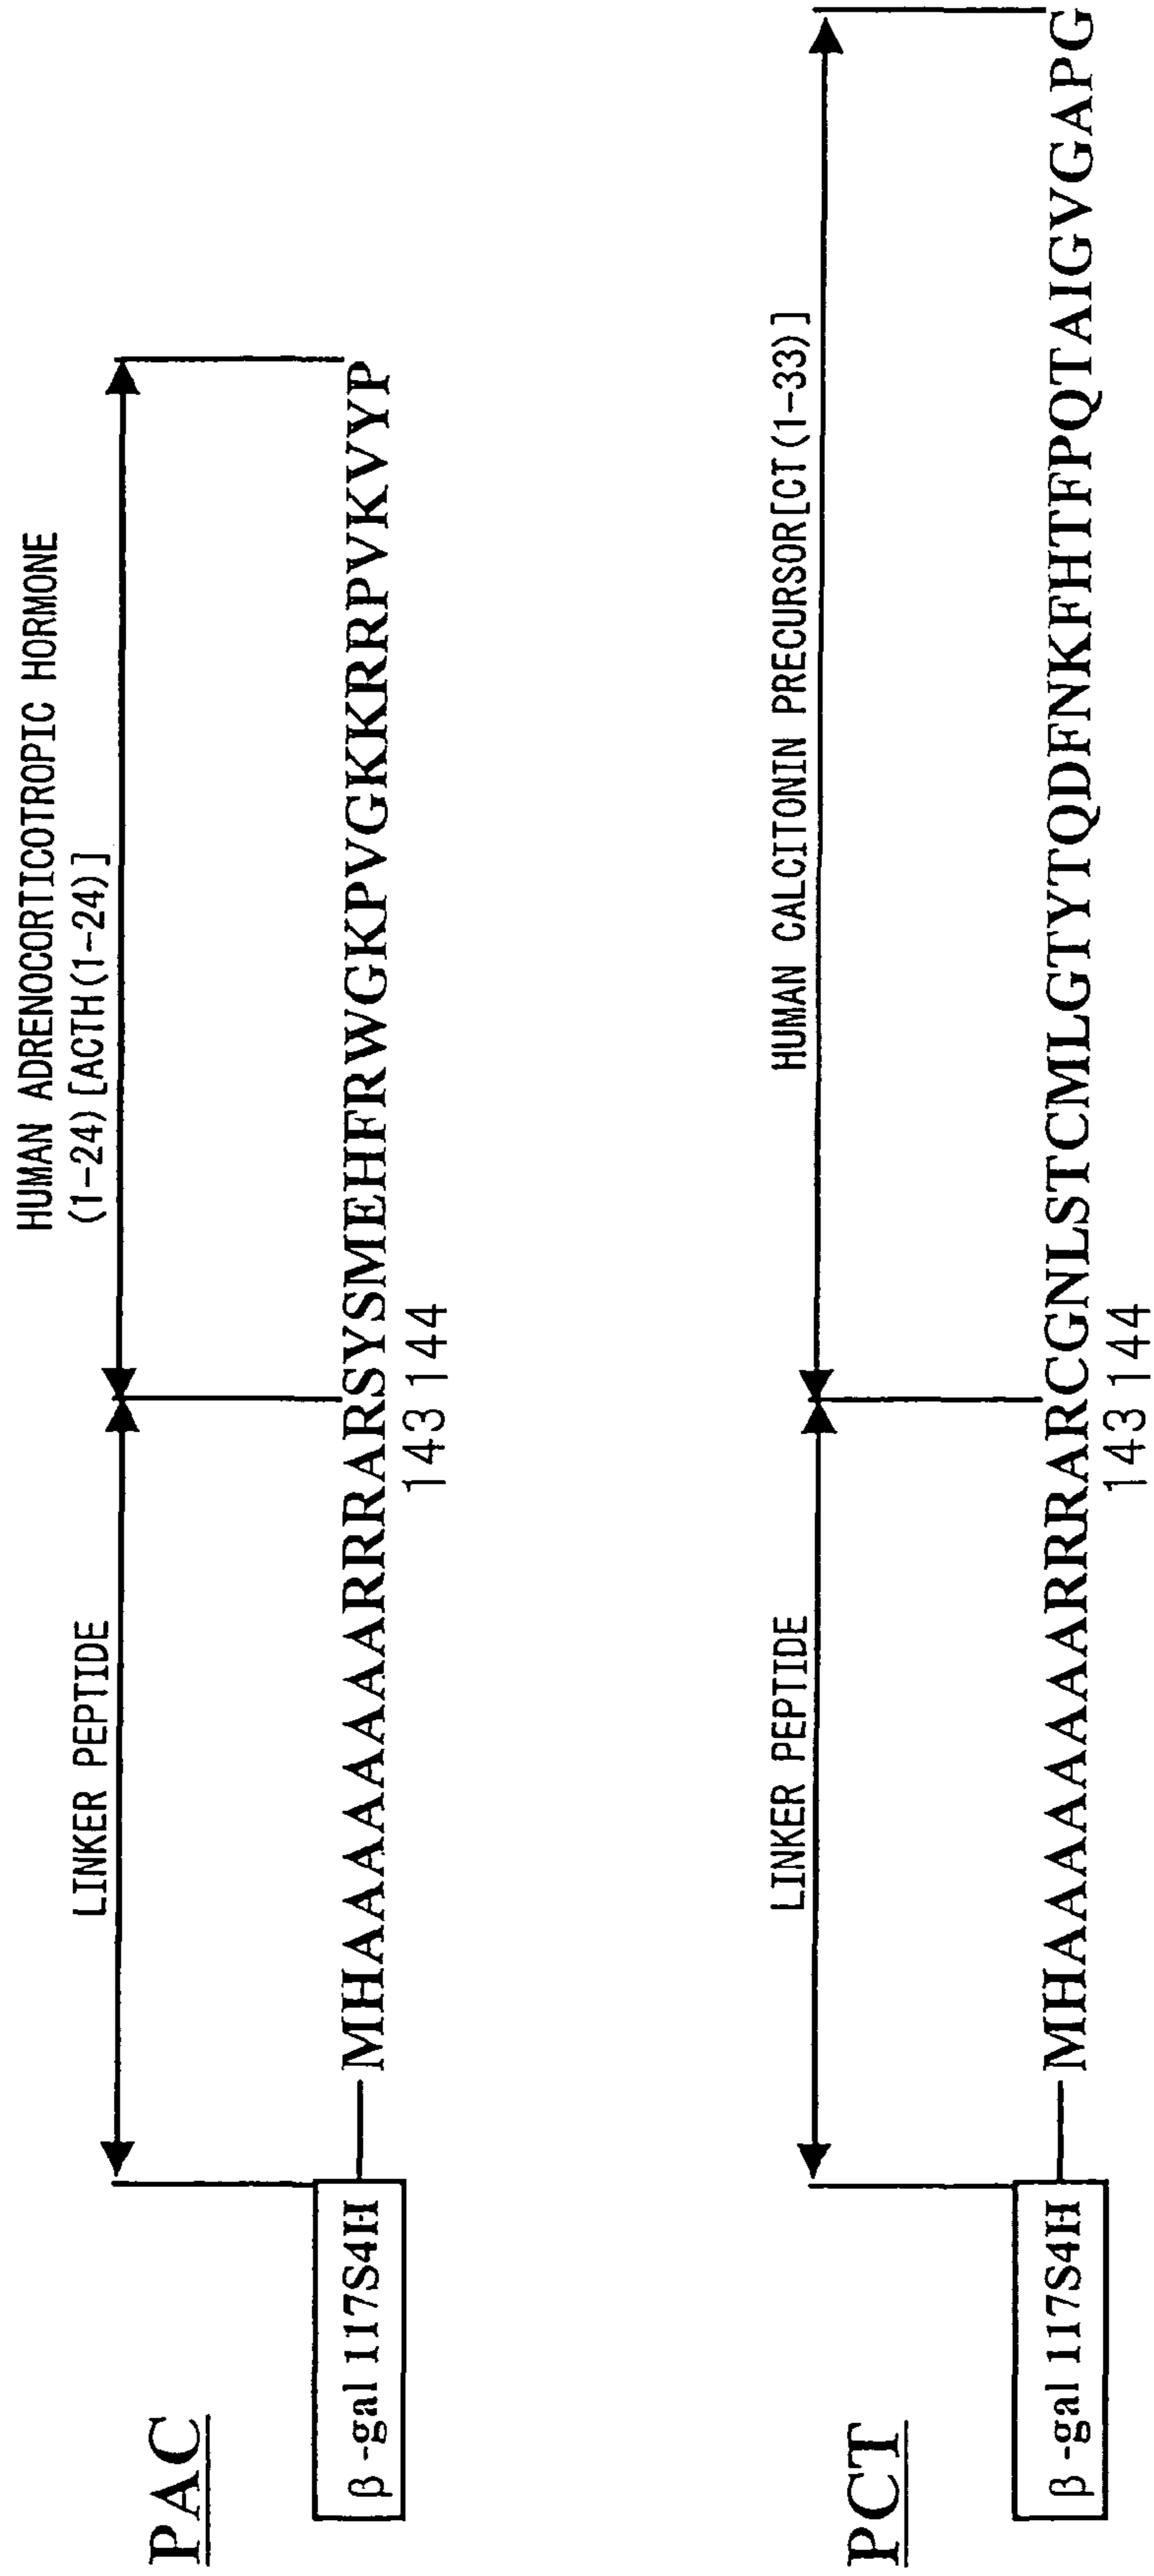 PAC
HUMAN ADRENOCORTICOTROPIC HORMONE
(1-24) [ACTH(1-24)]
LINKER PEPTIDE
β-gal 117S4H
MHAAAAAAAARRRARSYSMEHFRWGKPVGKKRRPVKVYP
143 144
PCT
LINKER PEPTIDE
HUMAN CALCITONIN PRECURSOR[CT(1-33)]
β-gal 117S4H
MHAAAAAAAARRRARCGNLSTCMLGTYTQDFNKFHTFPQTAIGVGAPG
143 144